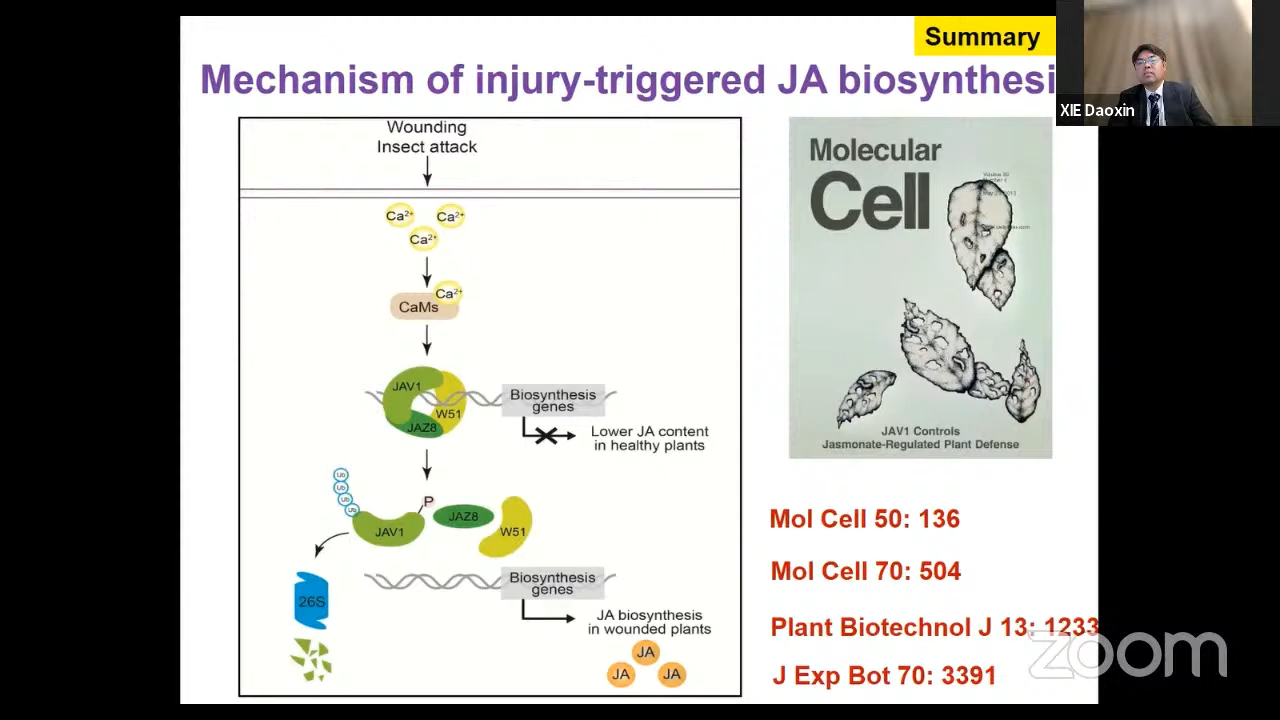 Summary
Mechanism of injury-triggered JA biosynthesi
XIE Daoxin
Wounding
Insect attack
Ca²⁺
Ca²⁺
Ca²⁺
Ca²⁺
CaMs
JAV1
W51
JAZ8
Biosynthesis
genes
Lower JA content
in healthy plants
Ub
Ub
Ub
Ub
P
JAV1
JAZ8
W51
26S
Biosynthesis
genes
JA biosynthesis
in wounded plants
JA
JA
JA
Molecular
Cell
JAV1 Controls
Jasmonate-Regulated Plant Defense
Mol Cell 50: 136
Mol Cell 70: 504
Plant Biotechnol J 13: 1233
J Exp Bot 70: 3391
zoom